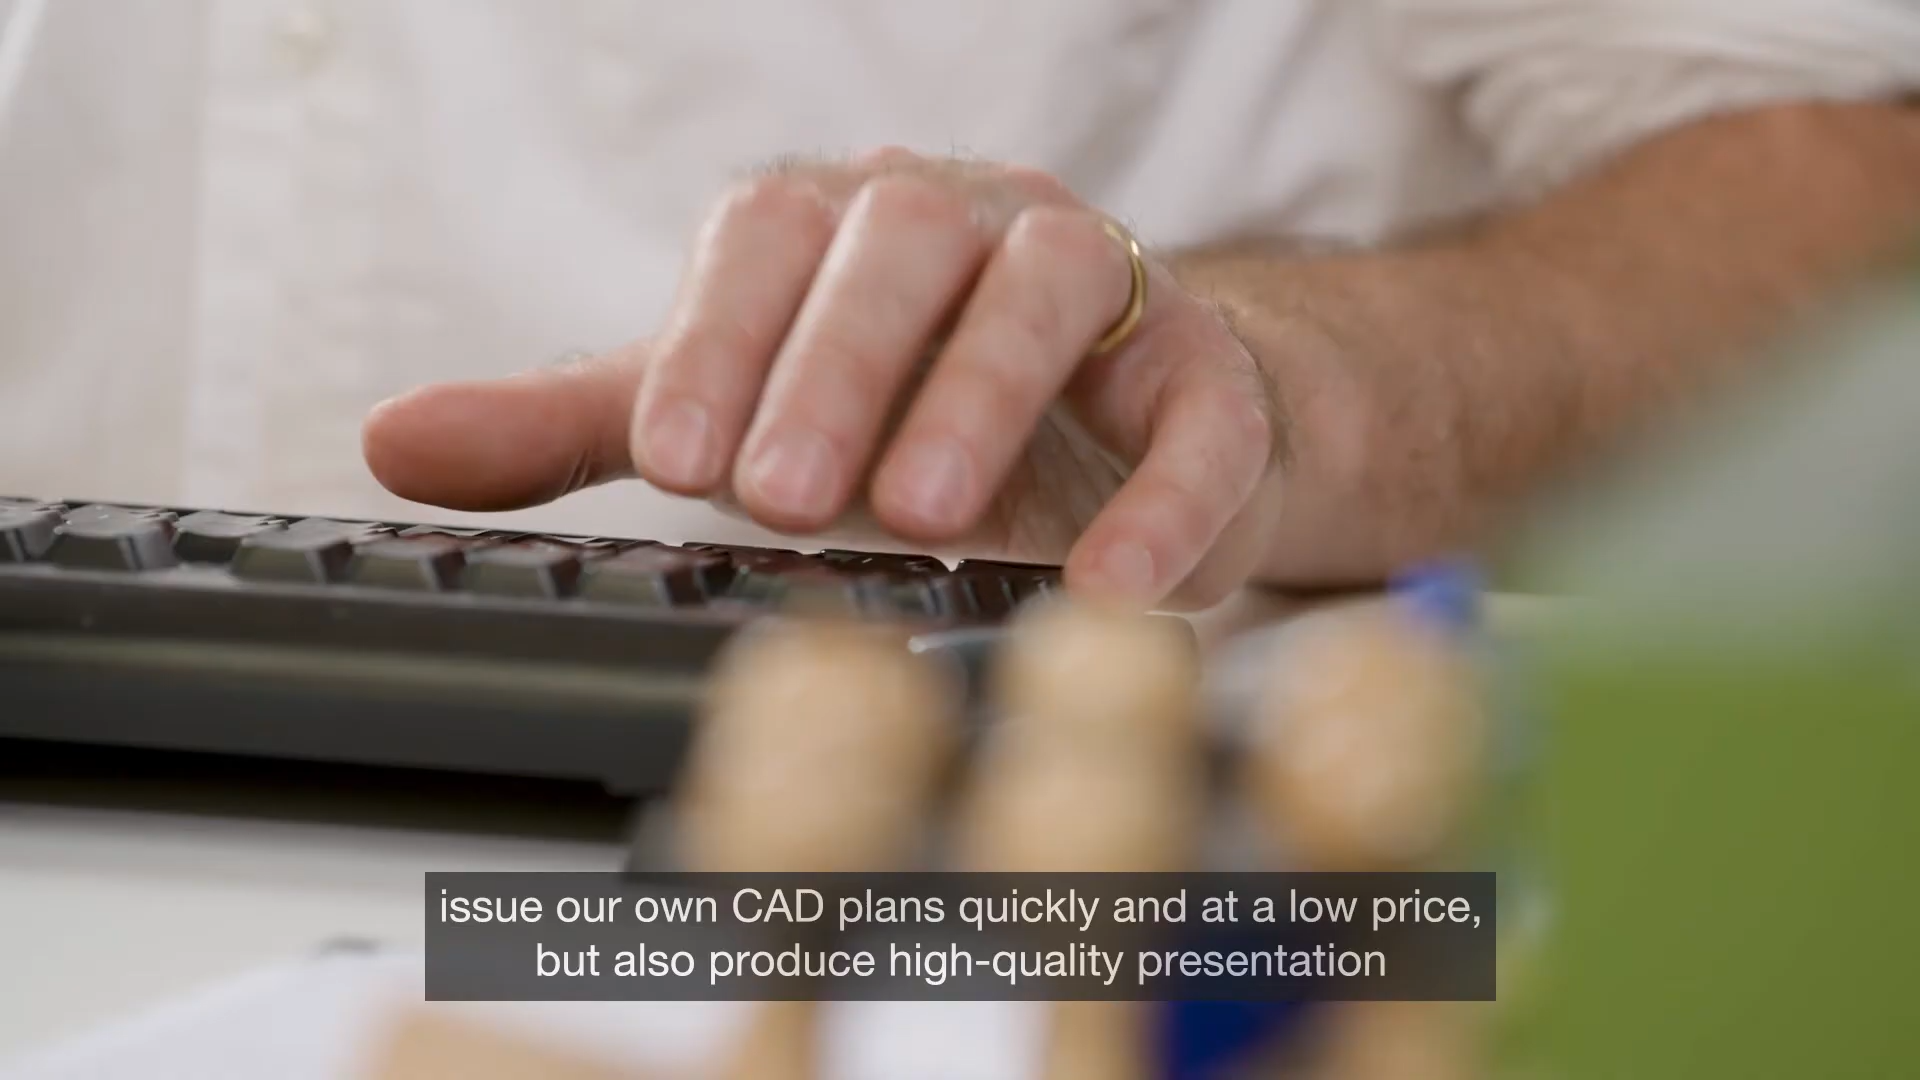 issue our own CAD plans quickly and at a low price,
but also produce high-quality presentation